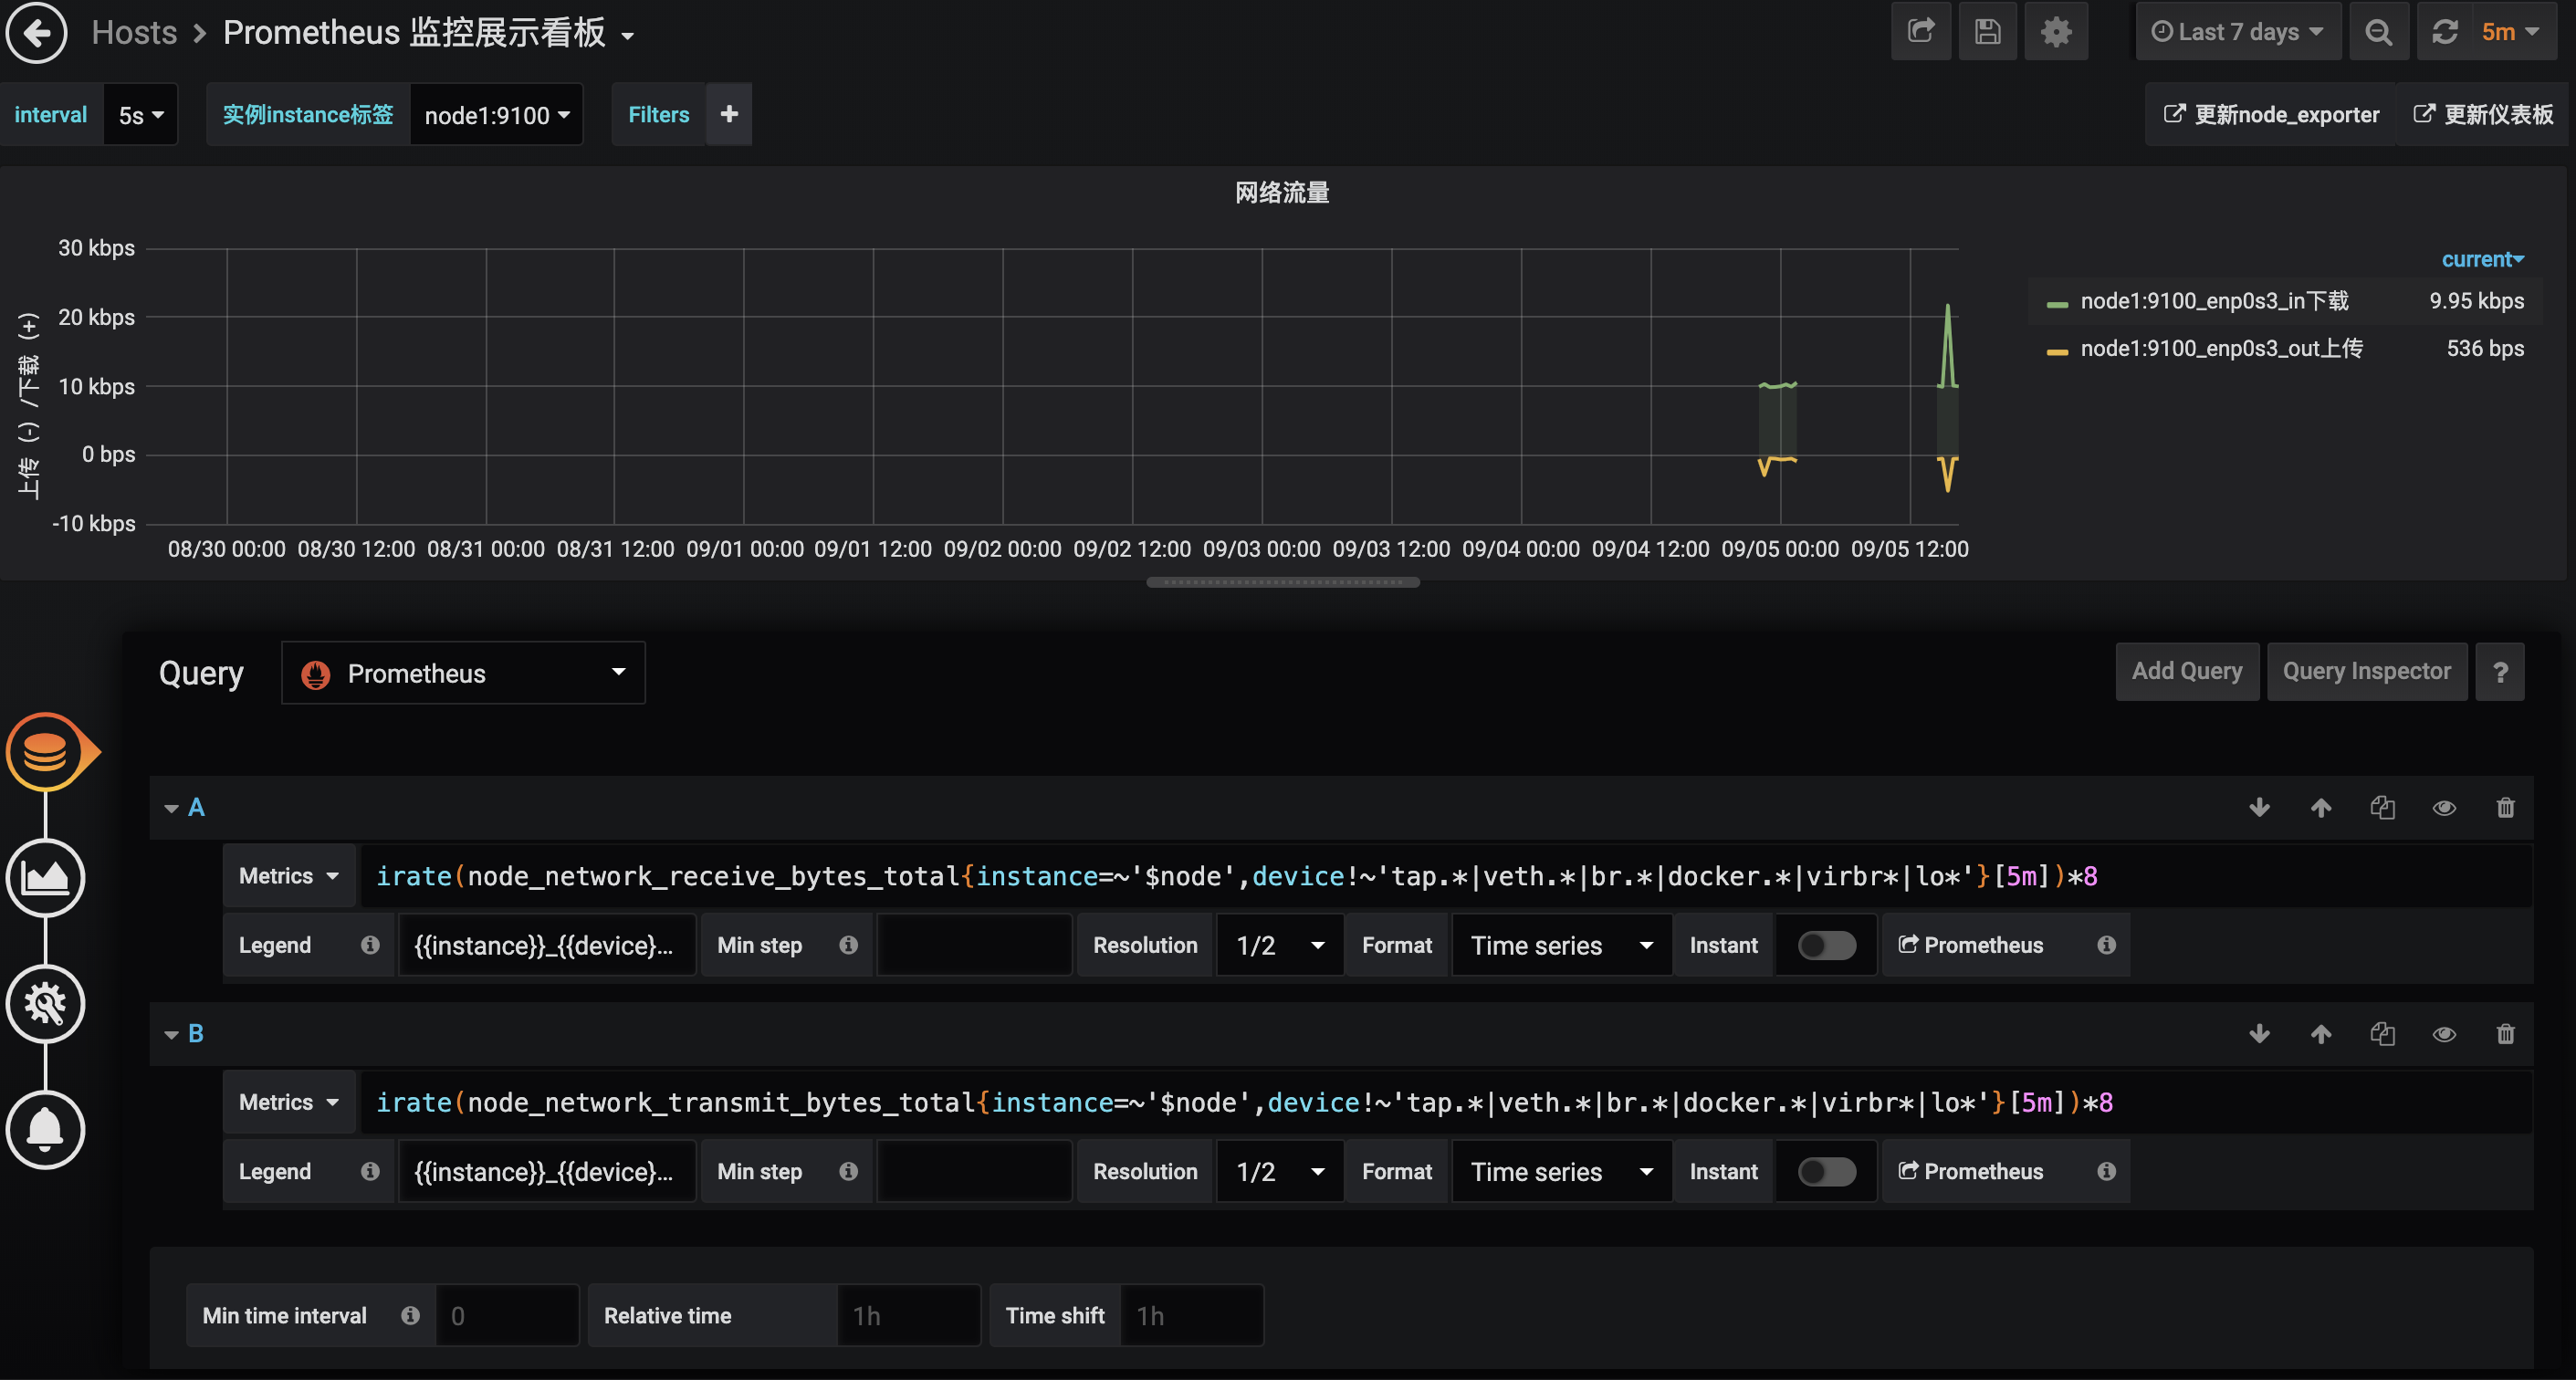 Hosts > Prometheus 监控展示看板
Last 7 days
5m
interval 5s
实例instance标签 node1:9100
Filters +
更新node_exporter
更新仪表板
网络流量
上传 (-) /下载 (+)
30 kbps
20 kbps
10 kbps
0 bps
-10 kbps
08/30 00:00 08/30 12:00 08/31 00:00 08/31 12:00 09/01 00:00 09/01 12:00 09/02 00:00 09/02 12:00 09/03 00:00 09/03 12:00 09/04 00:00 09/04 12:00 09/05 00:00 09/05 12:00
current
node1:9100_enp0s3_in下载 9.95 kbps
node1:9100_enp0s3_out上传 536 bps
Query Prometheus
Add Query Query Inspector ?
A
Metrics irate(node_network_receive_bytes_total{instance=~'$node',device!~'tap.*|veth.*|br.*|docker.*|virbr*|lo*'}[5m])*8
Legend {{instance}}_{{device}... Min step Resolution 1/2 Format Time series Instant Prometheus
B
Metrics irate(node_network_transmit_bytes_total{instance=~'$node',device!~'tap.*|veth.*|br.*|docker.*|virbr*|lo*'}[5m])*8
Legend {{instance}}_{{device}... Min step Resolution 1/2 Format Time series Instant Prometheus
Min time interval 0 Relative time 1h Time shift 1h